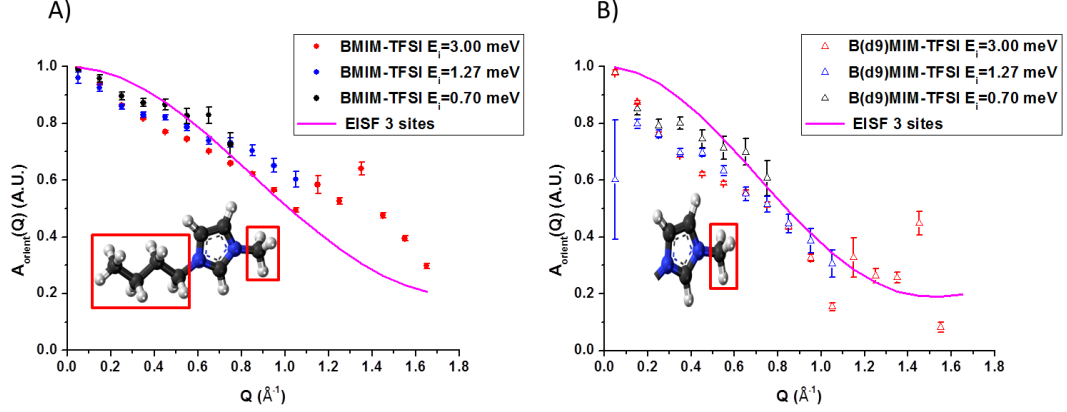 A)
BMIM-TFSI Ei=3.00 meV
BMIM-TFSI Ei=1.27 meV
BMIM-TFSI Ei=0.70 meV
EISF 3 sites
1.0
0.8
0.6
0.4
0.2
0.0
0.0 0.2 0.4 0.6 0.8 1.0 1.2 1.4 1.6 1.8
Aorient(Q) (A.U.)
Q (Å-1)
B)
B(d9)MIM-TFSI Ei=3.00 meV
B(d9)MIM-TFSI Ei=1.27 meV
B(d9)MIM-TFSI Ei=0.70 meV
EISF 3 sites
1.0
0.8
0.6
0.4
0.2
0.0
0.0 0.2 0.4 0.6 0.8 1.0 1.2 1.4 1.6 1.8
Aorient(Q) (A.U.)
Q (Å-1)